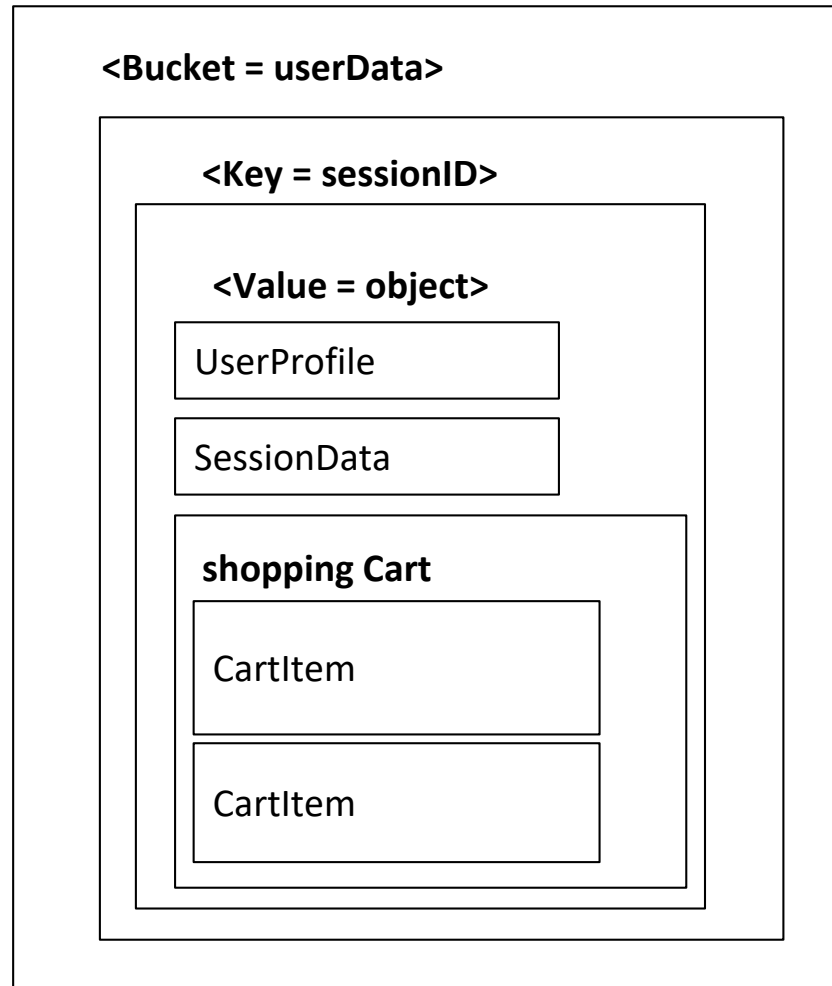 <Bucket = userData>
<Key = sessionID>
<Value = object>
UserProfile
SessionData
shopping Cart
CartItem
CartItem